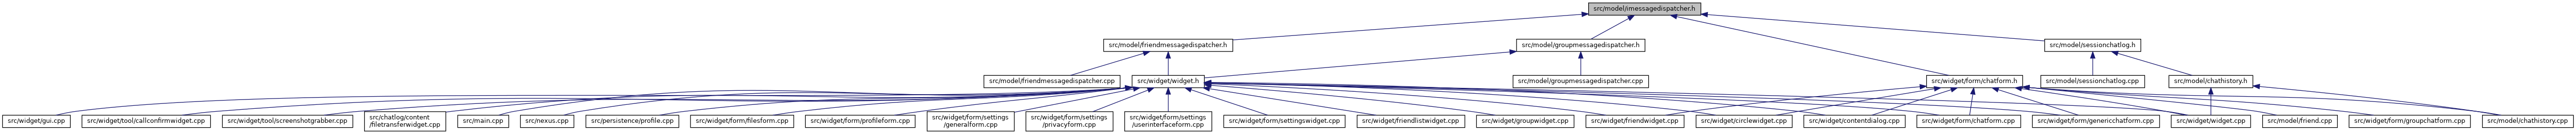 src/model/imessagedispatcher.h
src/model/friendmessagedispatcher.h
src/model/groupmessagedispatcher.h
src/model/sessionchatlog.h
src/model/friendmessagedispatcher.cpp
src/widget/widget.h
src/model/groupmessagedispatcher.cpp
src/widget/form/chatform.h
src/model/sessionchatlog.cpp
src/model/chathistory.h
src/widget/gui.cpp
src/widget/tool/callconfirmwidget.cpp
src/widget/tool/screenshotgrabber.cpp
src/chatlog/content
/filetransferwidget.cpp
src/main.cpp
src/nexus.cpp
src/persistence/profile.cpp
src/widget/form/filesform.cpp
src/widget/form/profileform.cpp
src/widget/form/settings
/generalform.cpp
src/widget/form/settings
/privacyform.cpp
src/widget/form/settings
/userinterfaceform.cpp
src/widget/form/settingswidget.cpp
src/widget/friendlistwidget.cpp
src/widget/groupwidget.cpp
src/widget/friendwidget.cpp
src/widget/circlewidget.cpp
src/widget/contentdialog.cpp
src/widget/form/chatform.cpp
src/widget/form/genericchatform.cpp
src/widget/widget.cpp
src/model/friend.cpp
src/widget/form/groupchatform.cpp
src/model/chathistory.cpp